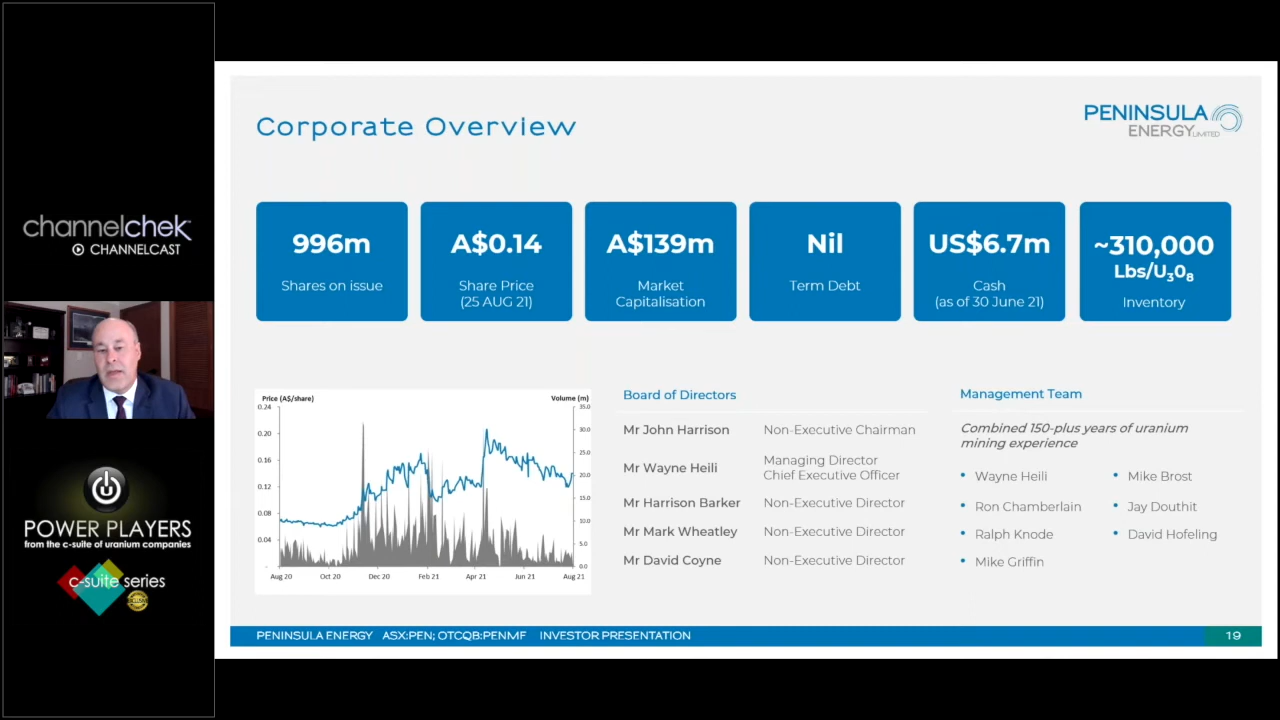 channelchek
CHANNELCAST
POWER PLAYERS
from the c-suite of uranium companies
c-suite series
Corporate Overview
PENINSULA
ENERGY LIMITED
996m
Shares on issue
A$0.14
Share Price
(25 AUG 21)
A$139m
Market
Capitalisation
Nil
Term Debt
US$6.7m
Cash
(as of 30 June 21)
~310,000
Lbs/U₃0₈
Inventory
Price (A$/share)
Volume (m)
0.24
0.20
0.16
0.12
0.08
0.04
-
35.0
30.0
25.0
20.0
15.0
10.0
5.0
0.0
Aug 20 Oct 20 Dec 20 Feb 21 Apr 21 Jun 21 Aug 21
Board of Directors
Mr John Harrison Non-Executive Chairman
Mr Wayne Heili Managing Director
Chief Executive Officer
Mr Harrison Barker Non-Executive Director
Mr Mark Wheatley Non-Executive Director
Mr David Coyne Non-Executive Director
Management Team
Combined 150-plus years of uranium
mining experience
• Wayne Heili
• Ron Chamberlain
• Ralph Knode
• Mike Griffin
• Mike Brost
• Jay Douthit
• David Hofeling
PENINSULA ENERGY ASX:PEN; OTCQB:PENMF INVESTOR PRESENTATION
19